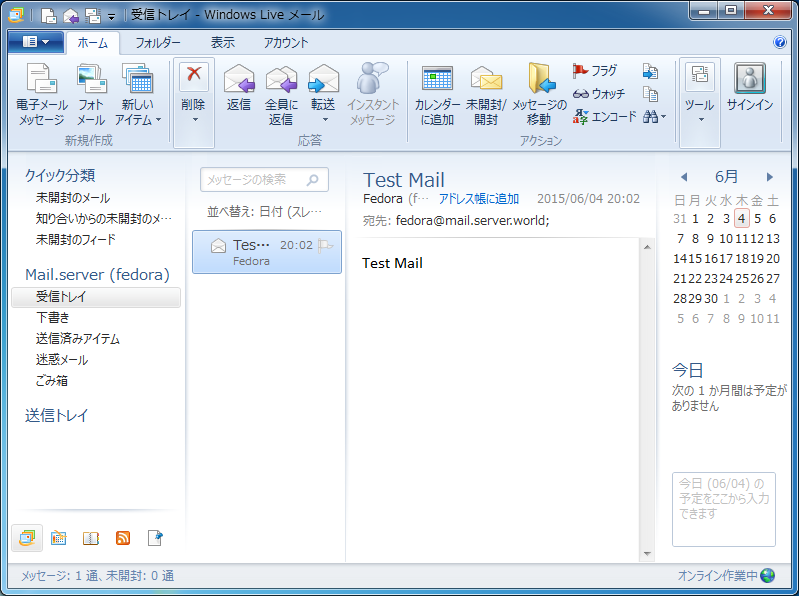 受信トレイ - Windows Live メール
ホーム フォルダー 表示 アカウント
電子メール
メッセージ
フォト
メール
新しい
アイテム
新規作成
削除
返信
全員に
返信
転送
インスタント
メッセージ
応答
カレンダー
に追加
未開封/
開封
メッセージの
移動
フラグ
ウォッチ
エンコード
アクション
ツール
サインイン
クイック分類
未開封のメール
知り合いからの未開封のメ…
未開封のフィード
Mail.server (fedora)
受信トレイ
下書き
送信済みアイテム
迷惑メール
ごみ箱
送信トレイ
メッセージの検索
並べ替え: 日付 (スレ…
Tes… 20:02
Fedora
Test Mail
Fedora (f… アドレス帳に追加 2015/06/04 20:02
宛先: fedora@mail.server.world;
Test Mail
6月
日 月 火 水 木 金 土
31 1 2 3 4 5 6
7 8 9 10 11 12 13
14 15 16 17 18 19 20
21 22 23 24 25 26 27
28 29 30 1 2 3 4
5 6 7 8 9 10 11
今日
次の 1 か月間は予定が
ありません
今日 (06/04) の
予定をここから入力
できます
メッセージ: 1 通、未開封: 0 通
オンライン作業中